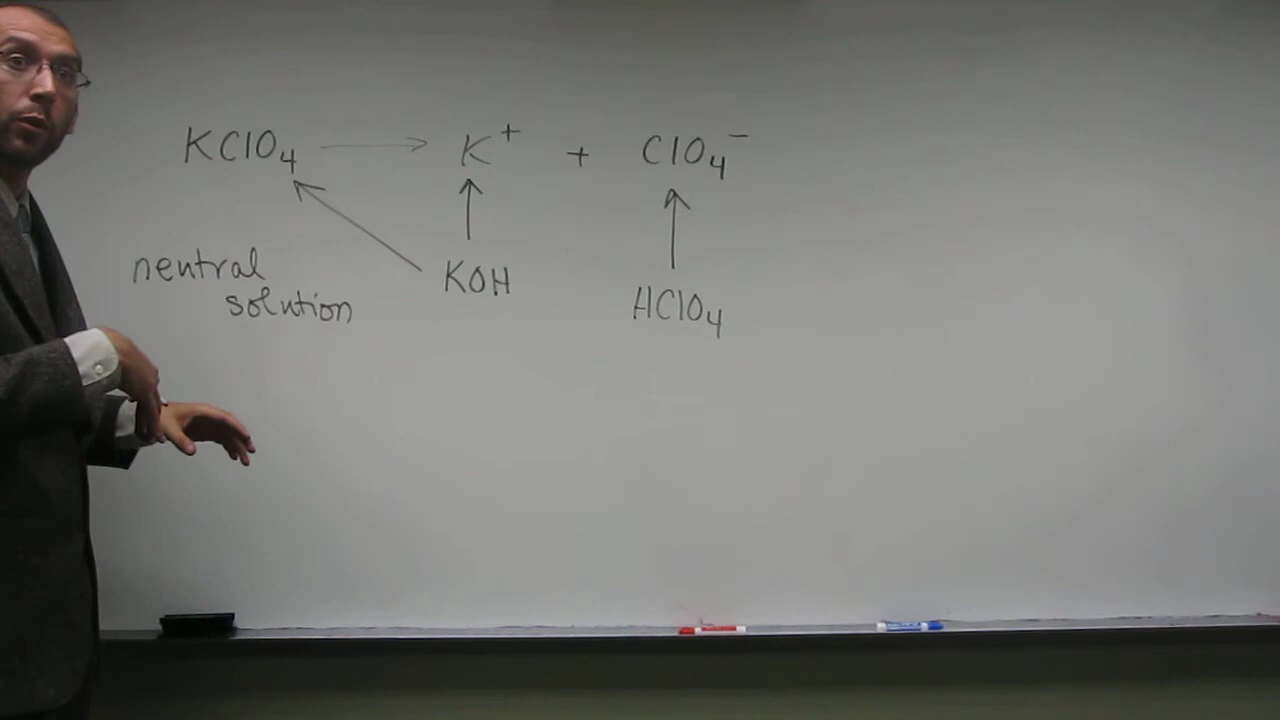 KClO₄ → K⁺ + ClO₄⁻
neutral
solution
KOH
HClO₄